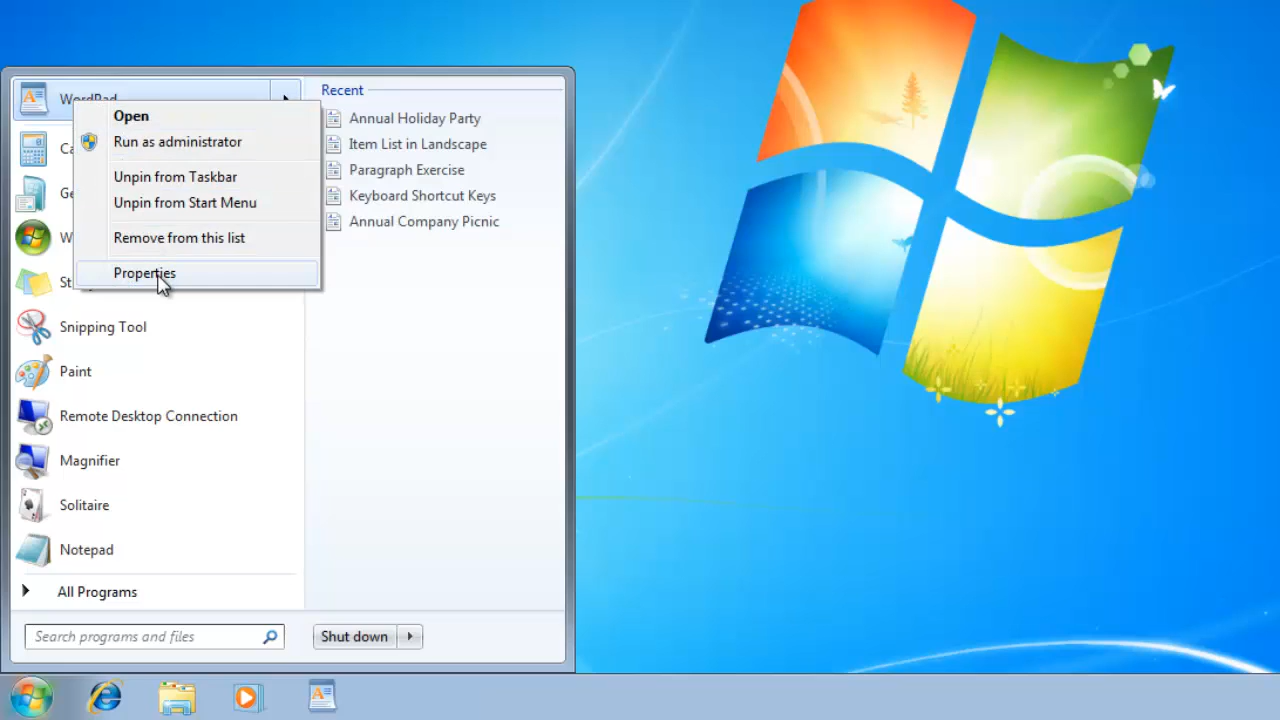 WordPad
Open
Run as administrator
Unpin from Taskbar
Unpin from Start Menu
Remove from this list
Properties
Snipping Tool
Paint
Remote Desktop Connection
Magnifier
Solitaire
Notepad
All Programs
Search programs and files
Shut down
Recent
Annual Holiday Party
Item List in Landscape
Paragraph Exercise
Keyboard Shortcut Keys
Annual Company Picnic